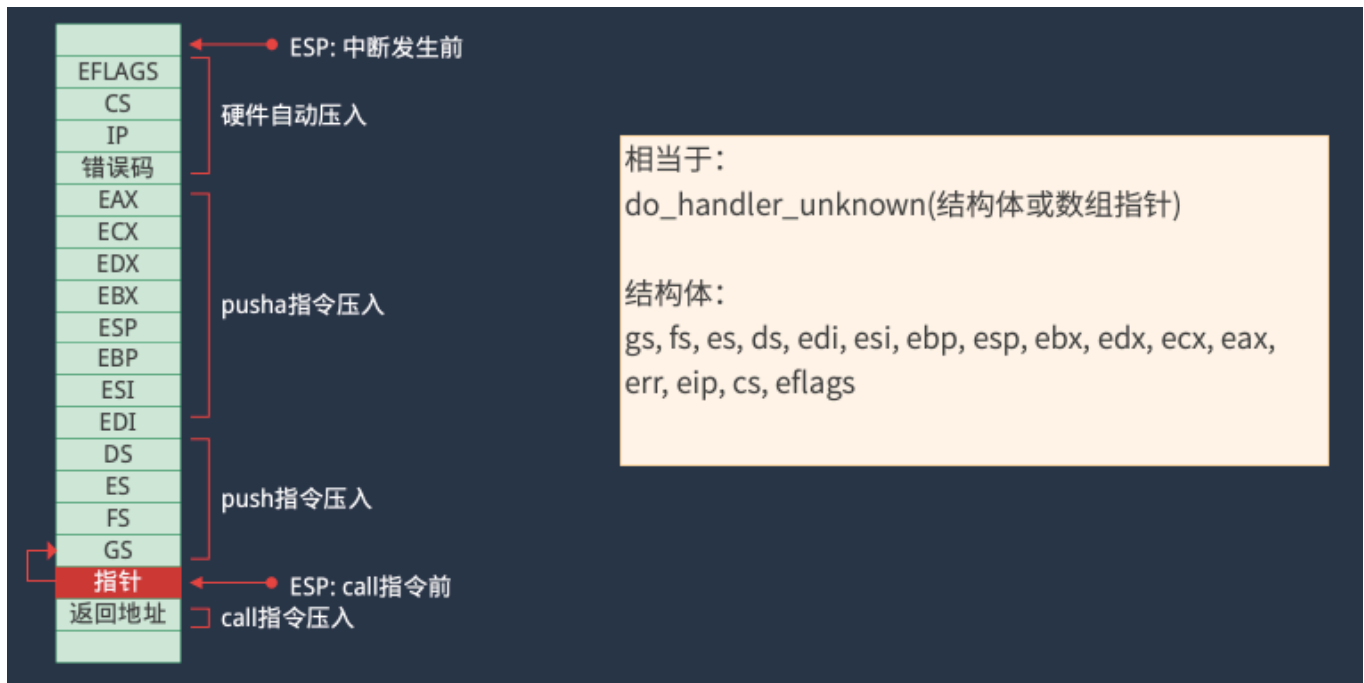 ESP: 中断发生前
EFLAGS
CS
IP
错误码
硬件自动压入
EAX
ECX
EDX
EBX
ESP
EBP
ESI
EDI
pusha指令压入
DS
ES
FS
GS
push指令压入
指针
ESP: call指令前
返回地址
call指令压入
相当于：
do_handler_unknown(结构体或数组指针)
结构体：
gs, fs, es, ds, edi, esi, ebp, esp, ebx, edx, ecx, eax,
err, eip, cs, eflags